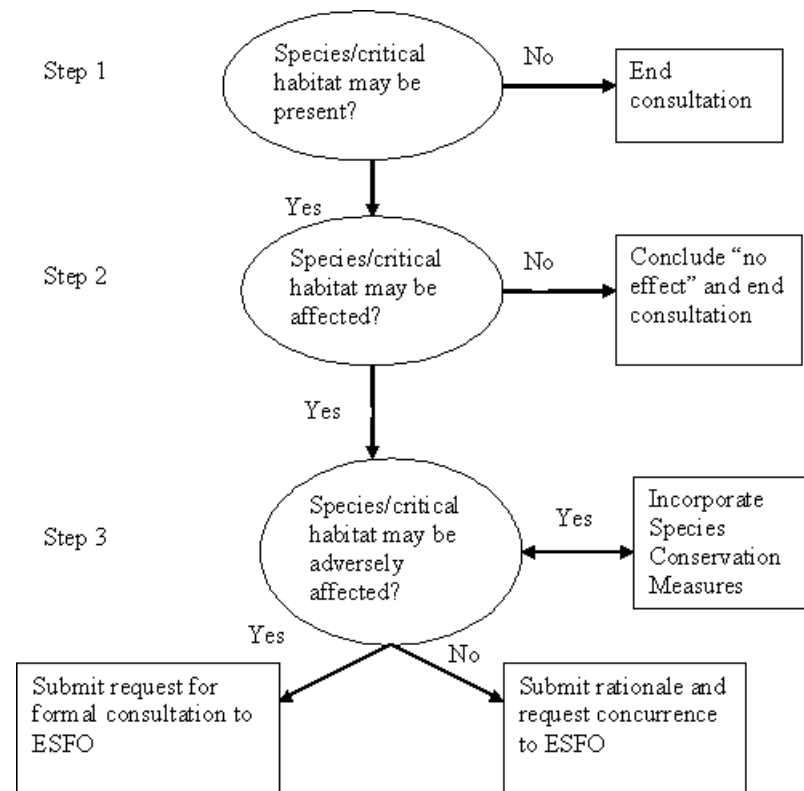 Step 1
Species/critical
habitat may be
present?
No
End
consultation
Yes
Step 2
Species/critical
habitat may be
affected?
No
Conclude “no
effect” and end
consultation
Yes
Step 3
Species/critical
habitat may be
adversely
affected?
Yes
Incorporate
Species
Conservation
Measures
Yes
No
Submit request for
formal consultation to
ESFO
Submit rationale and
request concurrence
to ESFO